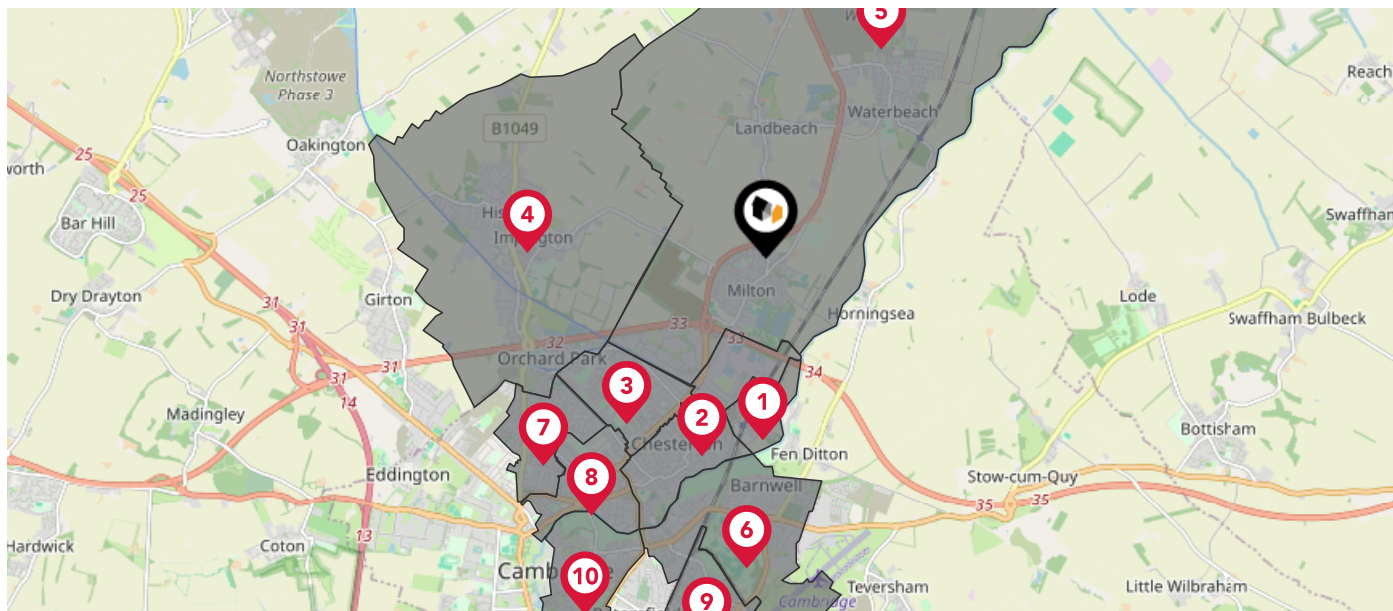 5
Northstowe
Phase 3
Reach
B1049
Waterbeach
Landbeach
Oakington
25
worth
25
Bar Hill
4
Impington
Swaffham
Milton
Dry Drayton
31
Girton
Lode
Horningsea
Swaffham Bulbeck
31
33
33
32
Orchard Park
31
31
34
14
3
1
2
7
Madingley
Chesterton
Bottisham
Fen Ditton
Eddington
8
Stow-cum-Quy
Barnwell
35
35
6
13
Hardwick
Coton
10
Teversham
Little Wilbraham
9
Cambridge